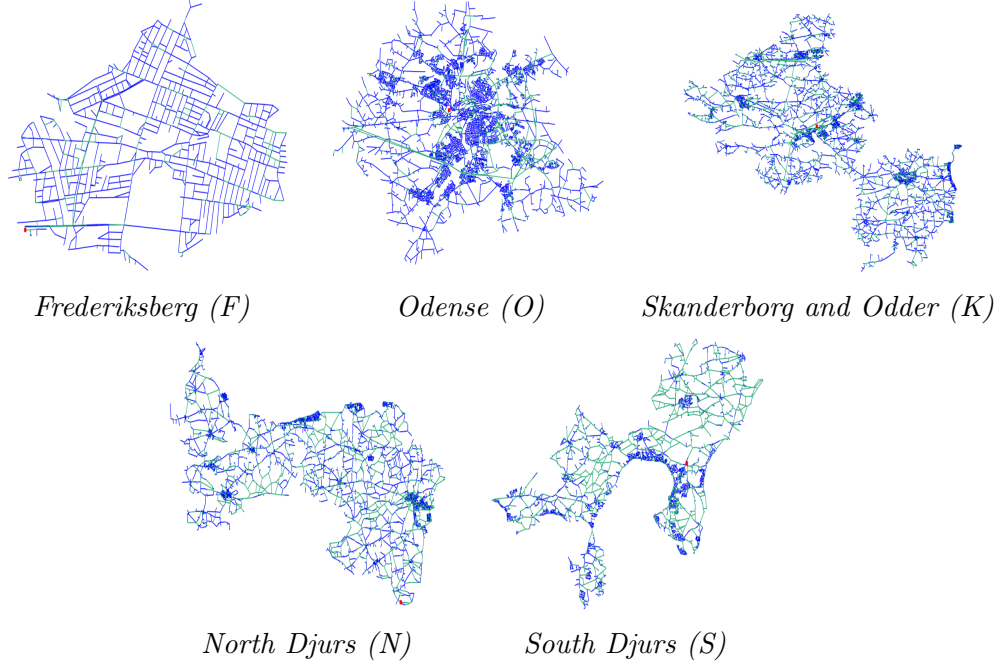 Frederiksberg (F)
Odense (O)
Skanderborg and Odder (K)
North Djurs (N)
South Djurs (S)